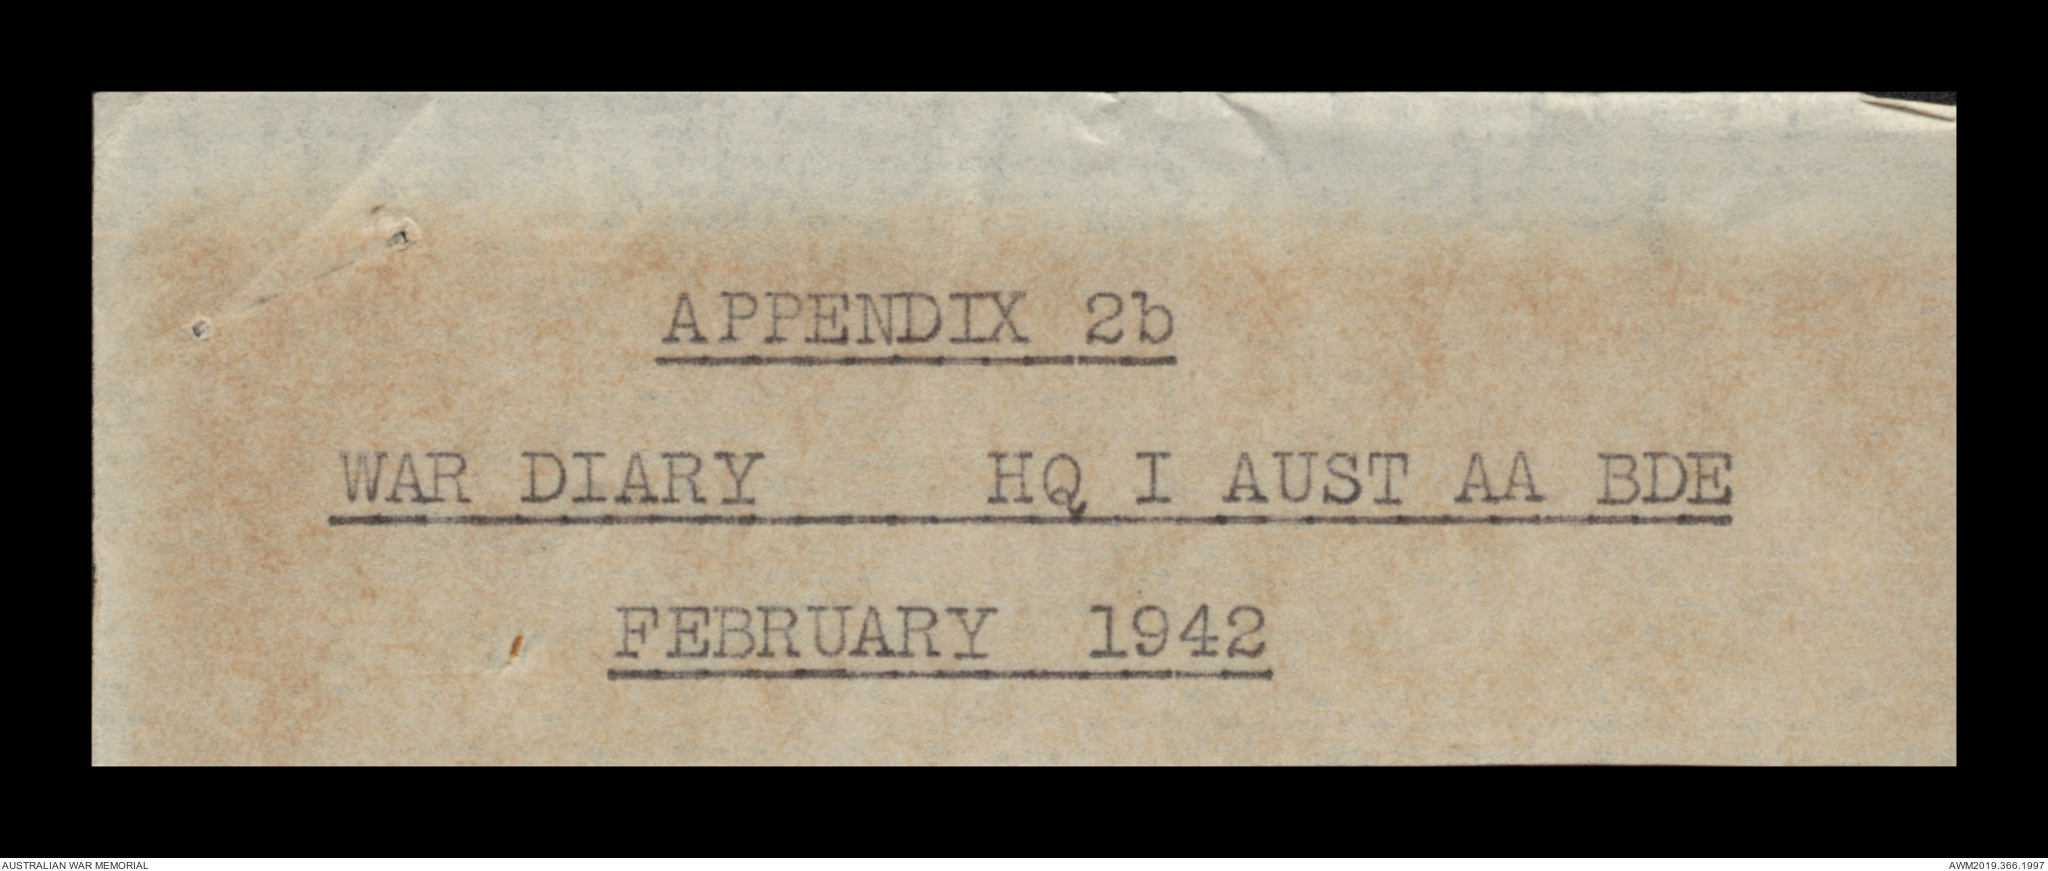 APPENDIX 2b
WAR DIARY HQ I AUST AA BDE
FEBRUARY 1942
AUSTRALIAN WAR MEMORIAL
AWM2019.366.1997